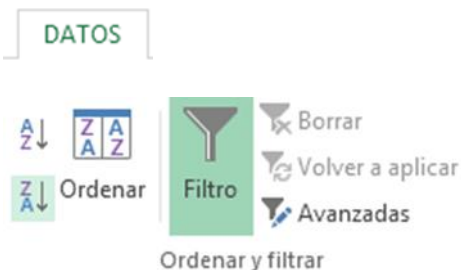 DATOS
A
Z
Z A
A Z
Borrar
Volver a aplicar
Z
A
Ordenar
Filtro
Avanzadas
Ordenar y filtrar